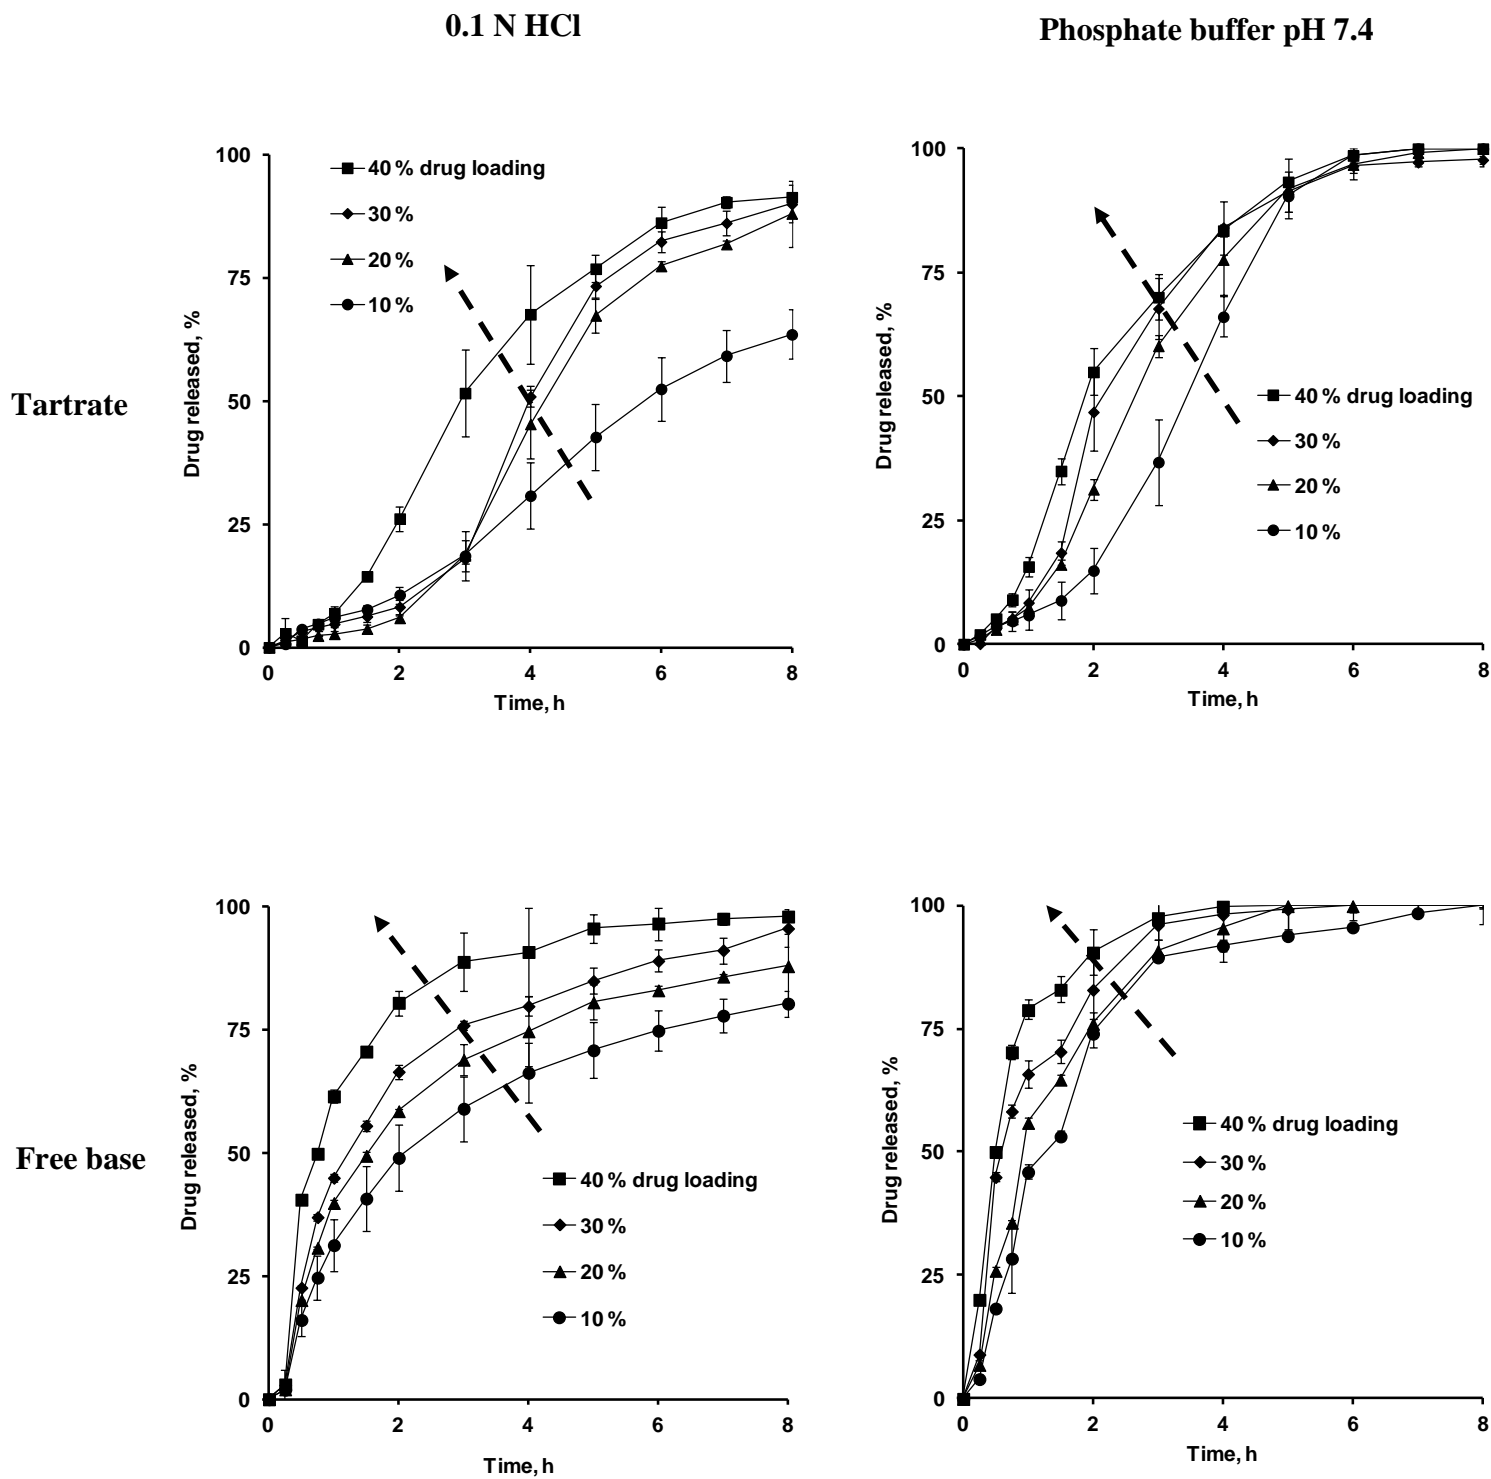 0.1 N HCl
Phosphate buffer pH 7.4
Tartrate
Drug released, %
100
75
50
25
0
40 % drug loading
30 %
20 %
10 %
0 2 4 6 8
Time, h
Drug released, %
100
75
50
25
0
40 % drug loading
30 %
20 %
10 %
0 2 4 6 8
Time, h
Free base
Drug released, %
100
75
50
25
0
40 % drug loading
30 %
20 %
10 %
0 2 4 6 8
Time, h
Drug released, %
100
75
50
25
0
40 % drug loading
30 %
20 %
10 %
0 2 4 6 8
Time, h